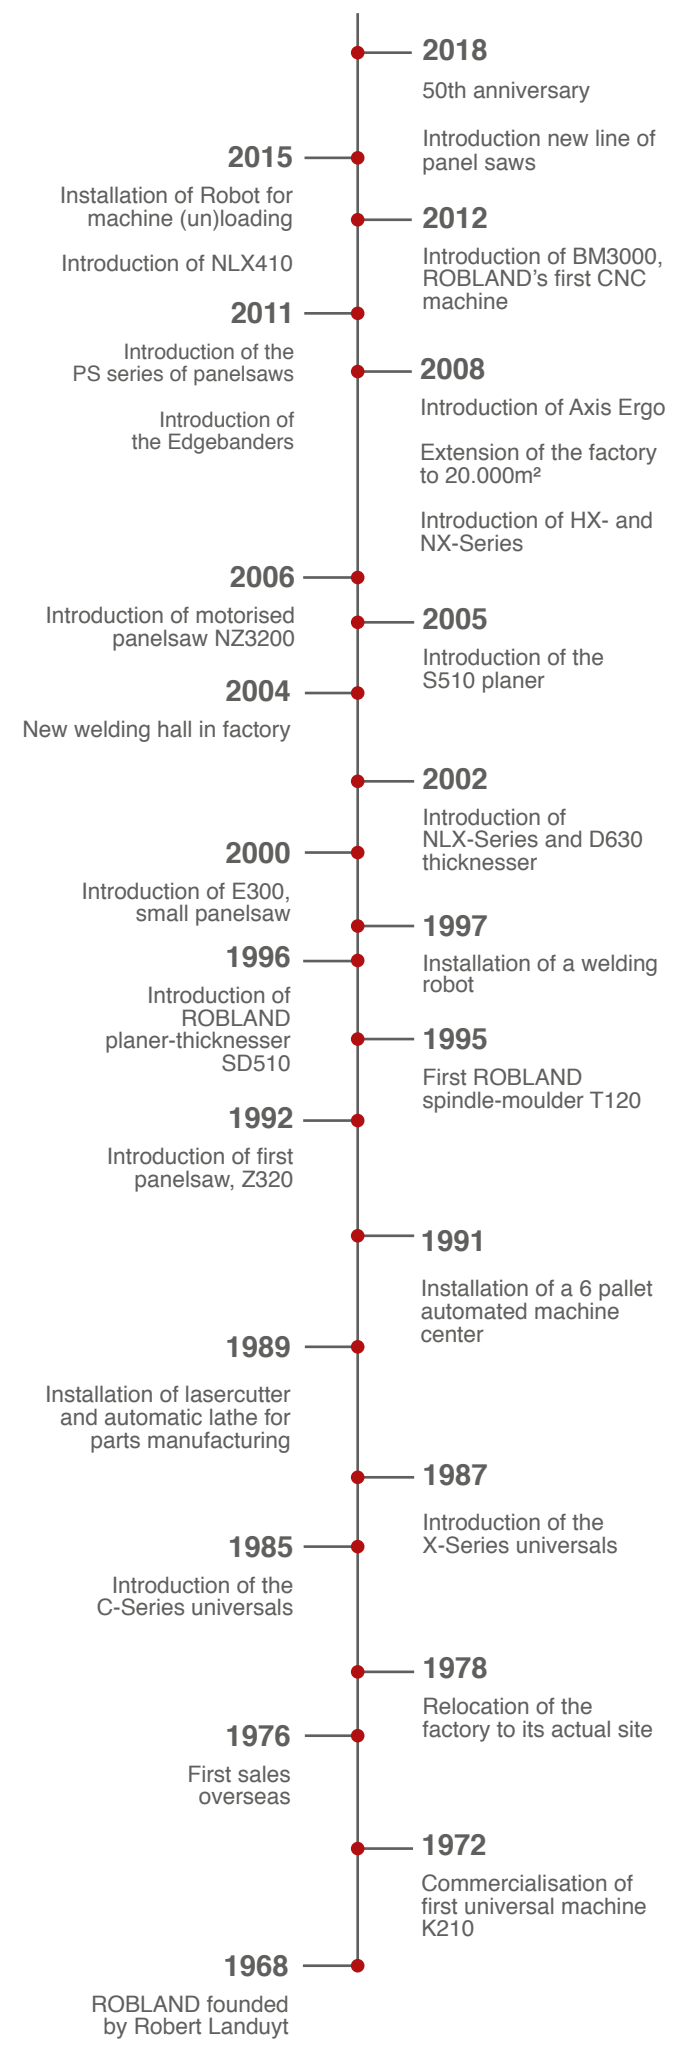 2018
50th anniversary
Introduction new line of
panel saws
2015
Installation of Robot for
machine (un)loading
Introduction of NLX410
2012
Introduction of BM3000,
ROBLAND's first CNC
machine
2011
Introduction of the
PS series of panelsaws
Introduction of
the Edgebanders
2008
Introduction of Axis Ergo
Extension of the factory
to 20.000m²
Introduction of HX- and
NX-Series
2006
Introduction of motorised
panelsaw NZ3200
2005
Introduction of the
S510 planer
2004
New welding hall in factory
2002
Introduction of
NLX-Series and D630
thicknesser
2000
Introduction of E300,
small panelsaw
1997
Installation of a welding
robot
1996
Introduction of
ROBLAND
planer-thicknesser
SD510
1995
First ROBLAND
spindle-moulder T120
1992
Introduction of first
panelsaw, Z320
1991
Installation of a 6 pallet
automated machine
center
1989
Installation of lasercutter
and automatic lathe for
parts manufacturing
1987
Introduction of the
X-Series universals
1985
Introduction of the
C-Series universals
1978
Relocation of the
factory to its actual site
1976
First sales
overseas
1972
Commercialisation of
first universal machine
K210
1968
ROBLAND founded
by Robert Landuyt